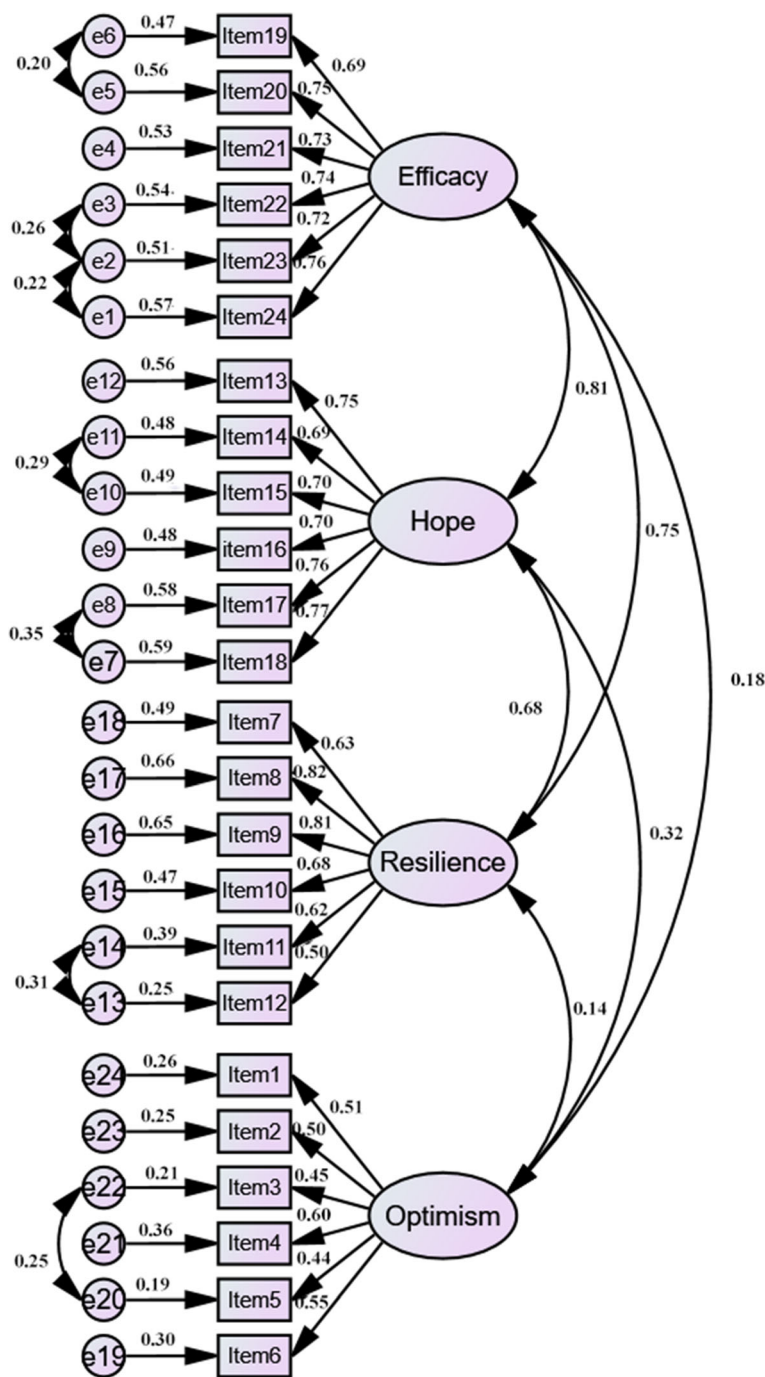 e6 0.47 Item19
0.69
0.20
e5 0.56 Item20 0.75
e4 0.53 Item21 0.73
Efficacy
0.74
e3 0.54 Item22
0.72
0.26
e2 0.51 Item23 0.76
0.22
e1 0.57 Item24
e12 0.56 Item13
0.81
0.75
e11 0.48 Item14 0.69
0.29
e10 0.49 Item15 0.70
Hope
0.70
e9 0.48 item16
0.75
0.76
e8 0.58 Item17 0.77
0.35
e7 0.59 Item18
0.18
0.68
e18 0.49 Item7
0.63
e17 0.66 Item8 0.82
e16 0.65 Item9 0.81
0.32
Resilience
0.68
e15 0.47 Item10
0.62
e14 0.39 Item11 0.50
0.31
e13 0.25 Item12
0.14
e24 0.26 Item1
0.51
e23 0.25 Item2 0.50
e22 0.21 Item3 0.45
Optimism
0.60
e21 0.36 Item4
0.44
0.25
e20 0.19 Item5 0.55
e19 0.30 Item6